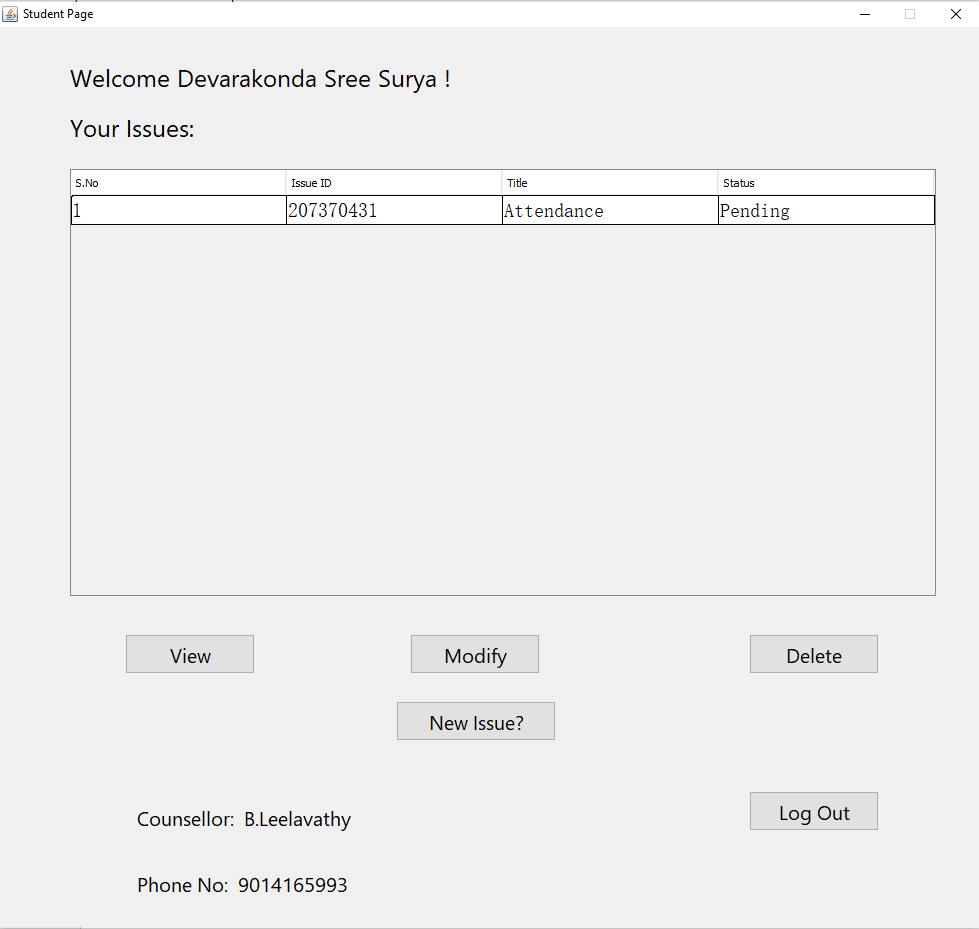 Student Page
Welcome Devarakonda Sree Surya !
Your Issues:
S.No Issue ID Title Status
1 207370431 Attendance Pending
View Modify Delete
New Issue?
Log Out
Counsellor: B.Leelavathy
Phone No: 9014165993